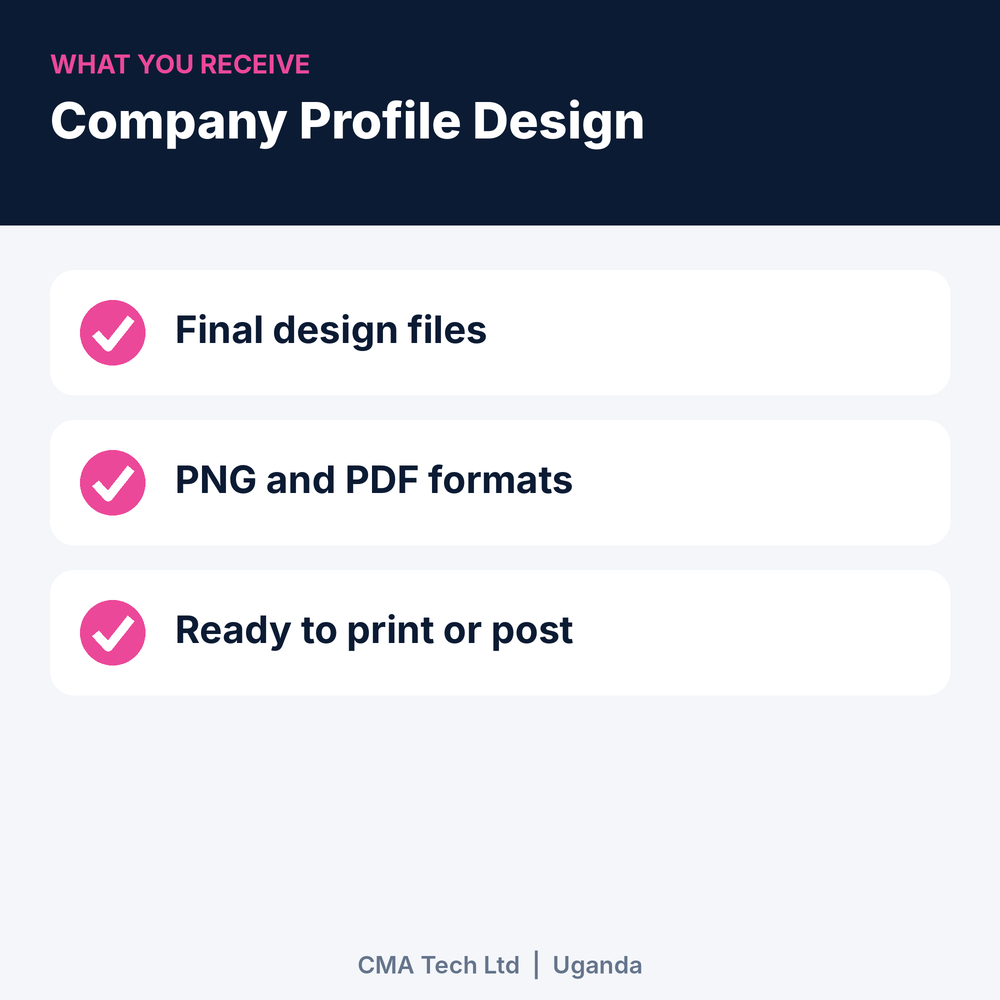 WHAT YOU RECEIVE
Company Profile Design
Final design files
PNG and PDF formats
Ready to print or post
CMA Tech Ltd | Uganda